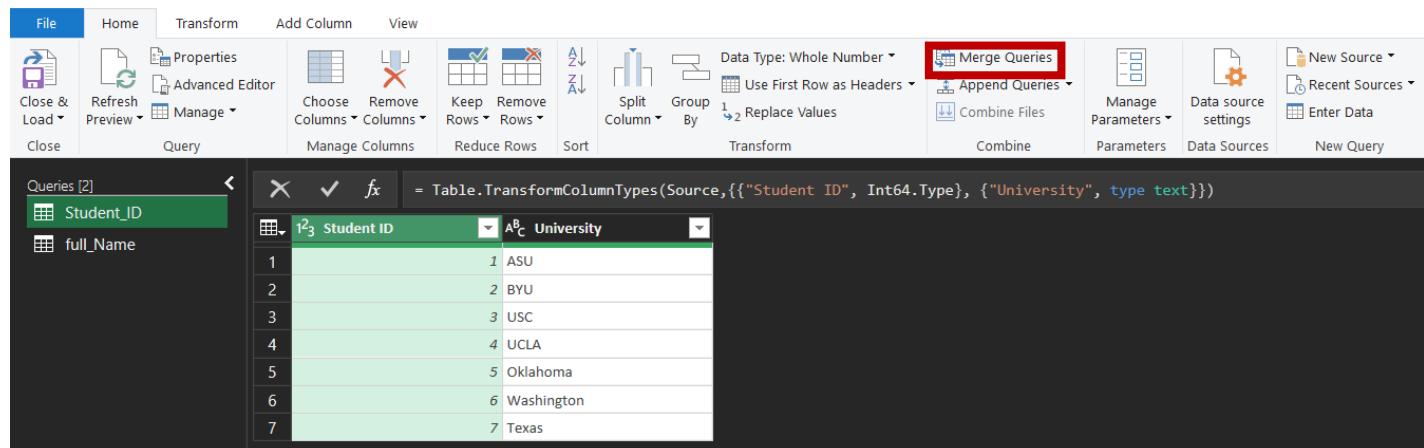 File Home Transform Add Column View
Properties
Advanced Editor
Manage
Close & Load
Refresh Preview
Close
Query
Choose Columns
Remove Columns
Manage Columns
Keep Rows
Remove Rows
Reduce Rows
A Z
Z A
Sort
Split Column
Group By
Data Type: Whole Number
Use First Row as Headers
1 2 Replace Values
Transform
Merge Queries
Append Queries
Combine Files
Combine
Manage Parameters
Parameters
Data source settings
Data Sources
New Source
Recent Sources
Enter Data
New Query
Queries [2]
Student_ID
full_Name
fx = Table.TransformColumnTypes(Source,{{"Student ID", Int64.Type}, {"University", type text}})
123 Student ID ABC University
1 1 ASU
2 2 BYU
3 3 USC
4 4 UCLA
5 5 Oklahoma
6 6 Washington
7 7 Texas